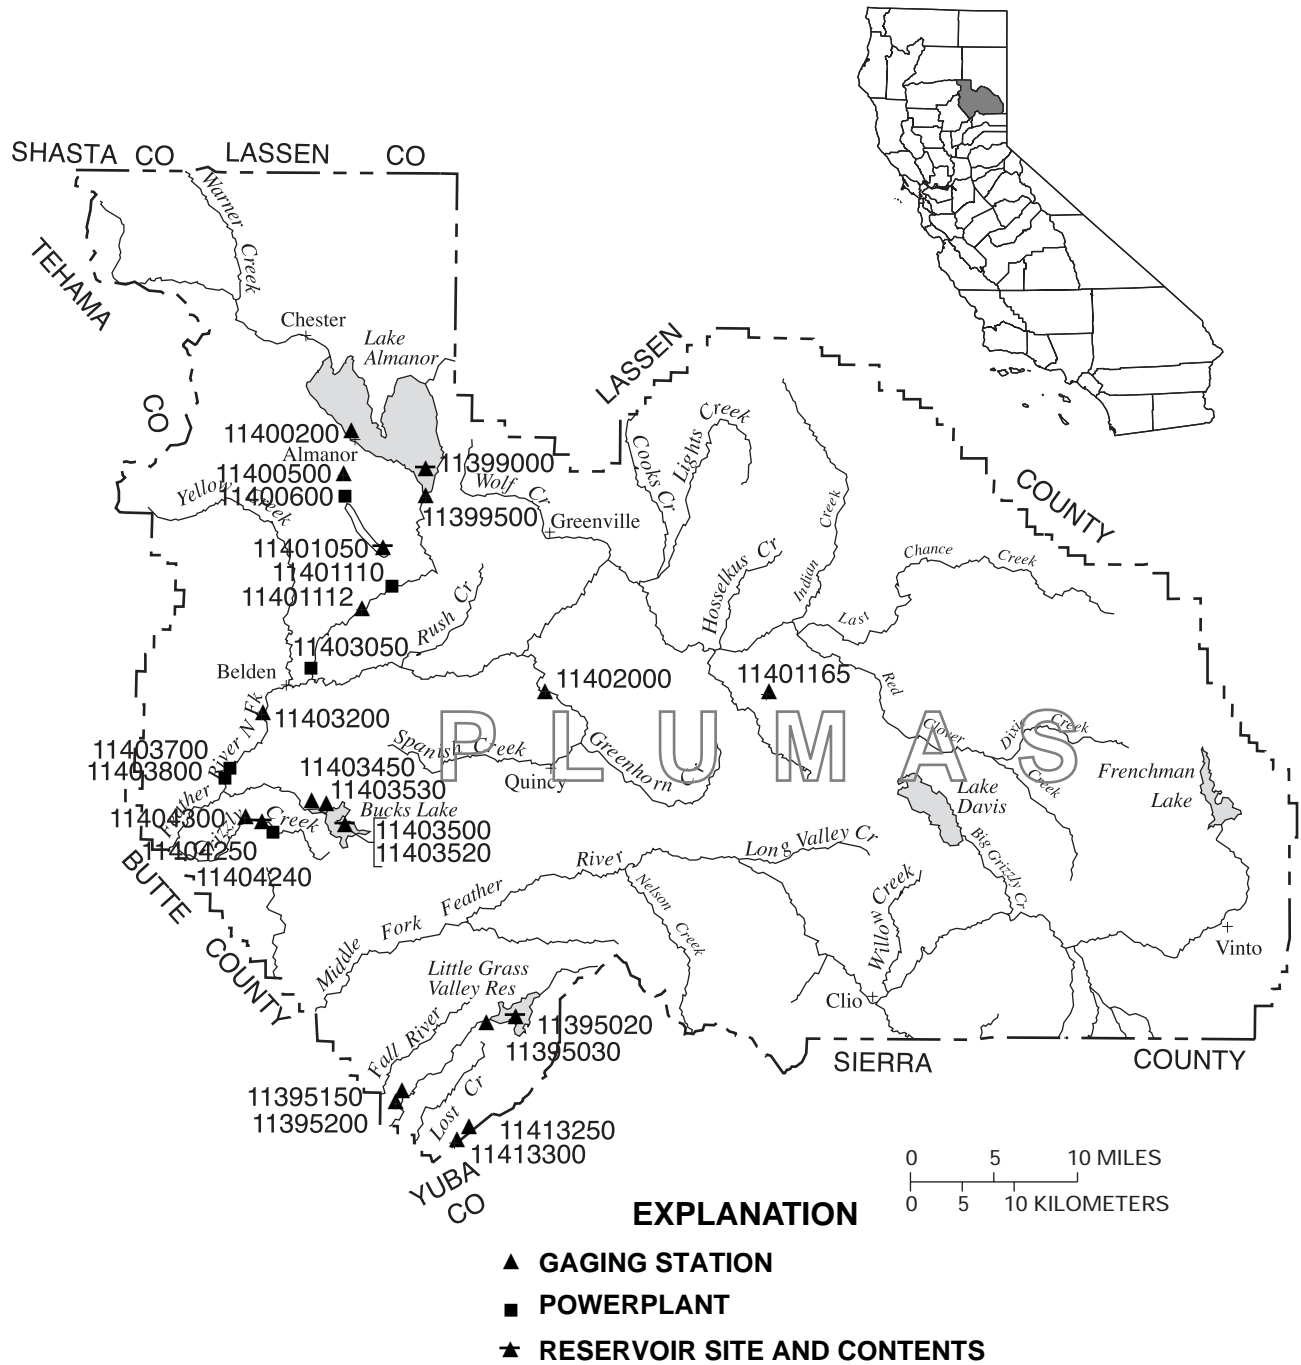 SHASTA CO
LASSEN CO
TEHAMA
CO
Warner Creek
Chester
Lake
Almanor
LASSEN
COUNTY
11400200
Almanor
11399000
11400500
11400600
11399500
Yellow Creek
Wolf Cr
Greenville
Cooks Cr
Lights Creek
Hosselkus Cr
Indian Creek
Last Chance Creek
11401050
11401110
11401112
Rush Cr
11403050
Belden
11402000
11401165
Red Clover Creek
Dixie Creek
11403200
PLUMAS
Spanish Creek
Quincy
Greenhorn Cr
11403700
11403800
Feather River N Fk
11403450
11403530
Bucks Lake
11403500
11403520
11404300
Grizzly Creek
11404250
11404240
Lake
Davis
Frenchman
Lake
Big Grizzly Cr
Long Valley Cr
Willow Creek
Middle Fork Feather River
Nelson Creek
BUTTE
COUNTY
Vinto
Clio
Little Grass
Valley Res
Fall River
11395020
11395030
11395150
11395200
Lost Cr
11413250
11413300
YUBA
CO
SIERRA
COUNTY
0 5 10 MILES
0 5 10 KILOMETERS
EXPLANATION
GAGING STATION
POWERPLANT
RESERVOIR SITE AND CONTENTS